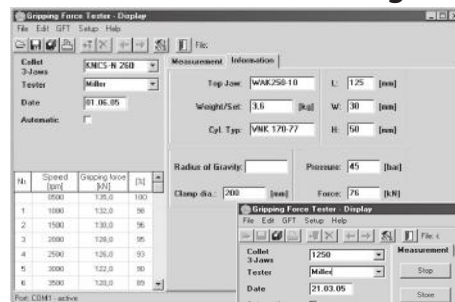 Gripping Force Tester - Display
File Edit GFT Setup Help
File:
Collet
3-Jaws
KNCS-N 260
Tester
Miller
Date
01.06.05
Automatic
Measurement Information
Top Jaw: WAK250-10 L: 125 [mm]
Weight/Set: 3.6 [kg] W: 30 [mm]
Cyl. Typ: VNK 170-77 H: 50 [mm]
Radius of Gravity: Pressure: 45 [bar]
Clamp dia.: 200 [mm] Force: 76 [kN]
Nr. Speed [rpm] Gripping force [kN] [%]
0500 135,0 100
1 1000 132,0 98
2 1500 130,0 96
3 2000 128,0 95
4 2500 126,0 93
5 3000 122,0 90
6 3500 120,0 89
Port: COM1 - active
Gripping Force Tester - Display
File Edit GFT Setup Help
Collet
3-Jaws
1250
Tester
Miller
Date
21.03.05
Measurement
Stop
Store